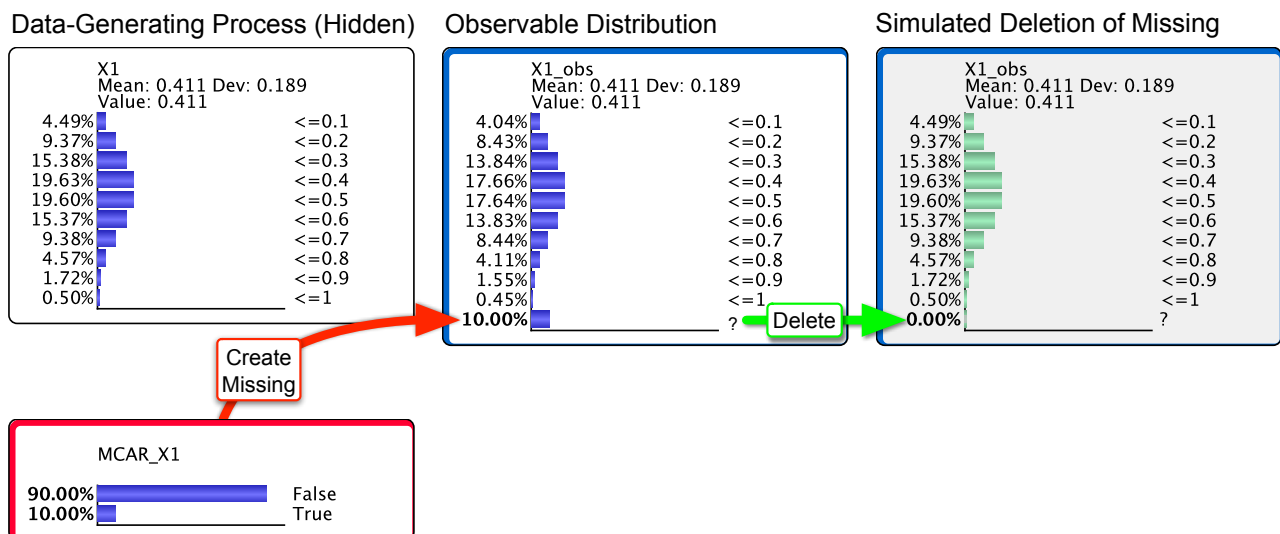 Data-Generating Process (Hidden)
X1
Mean: 0.411 Dev: 0.189
Value: 0.411
4.49% <=0.1
9.37% <=0.2
15.38% <=0.3
19.63% <=0.4
19.60% <=0.5
15.37% <=0.6
9.38% <=0.7
4.57% <=0.8
1.72% <=0.9
0.50% <=1
Observable Distribution
X1_obs
Mean: 0.411 Dev: 0.189
Value: 0.411
4.04% <=0.1
8.43% <=0.2
13.84% <=0.3
17.66% <=0.4
17.64% <=0.5
13.83% <=0.6
8.44% <=0.7
4.11% <=0.8
1.55% <=0.9
0.45% <=1
10.00% ?
Delete
Simulated Deletion of Missing
X1_obs
Mean: 0.411 Dev: 0.189
Value: 0.411
4.49% <=0.1
9.37% <=0.2
15.38% <=0.3
19.63% <=0.4
19.60% <=0.5
15.37% <=0.6
9.38% <=0.7
4.57% <=0.8
1.72% <=0.9
0.50% <=1
0.00% ?
Create
Missing
MCAR_X1
90.00% False
10.00% True